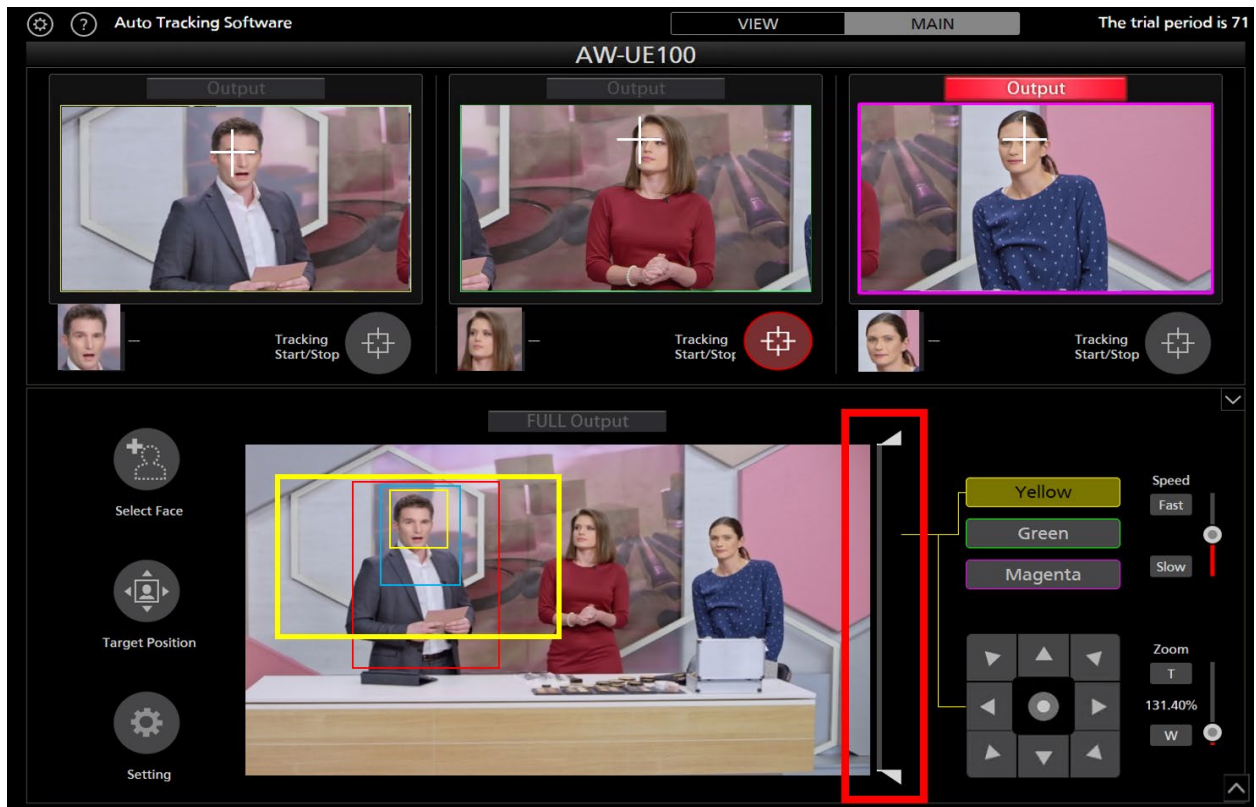 ? Auto Tracking Software
VIEW
MAIN
The trial period is 71
AW-UE100
Output
Output
Output
Tracking
Start/Stop
Tracking
Start/Stop
Tracking
Start/Stop
FULL Output
Select Face
Target Position
Setting
Yellow
Green
Magenta
Speed
Fast
Slow
Zoom
T
131.40%
W